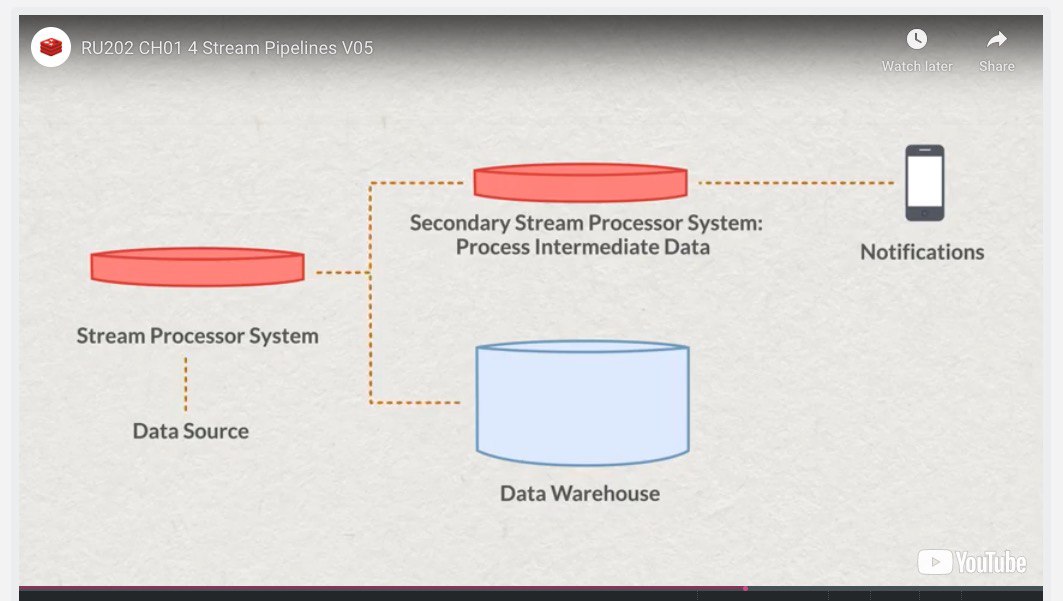 RU202 CH01 4 Stream Pipelines V05
Watch later
Share
Secondary Stream Processor System:
Process Intermediate Data
Notifications
Stream Processor System
Data Source
Data Warehouse
YouTube